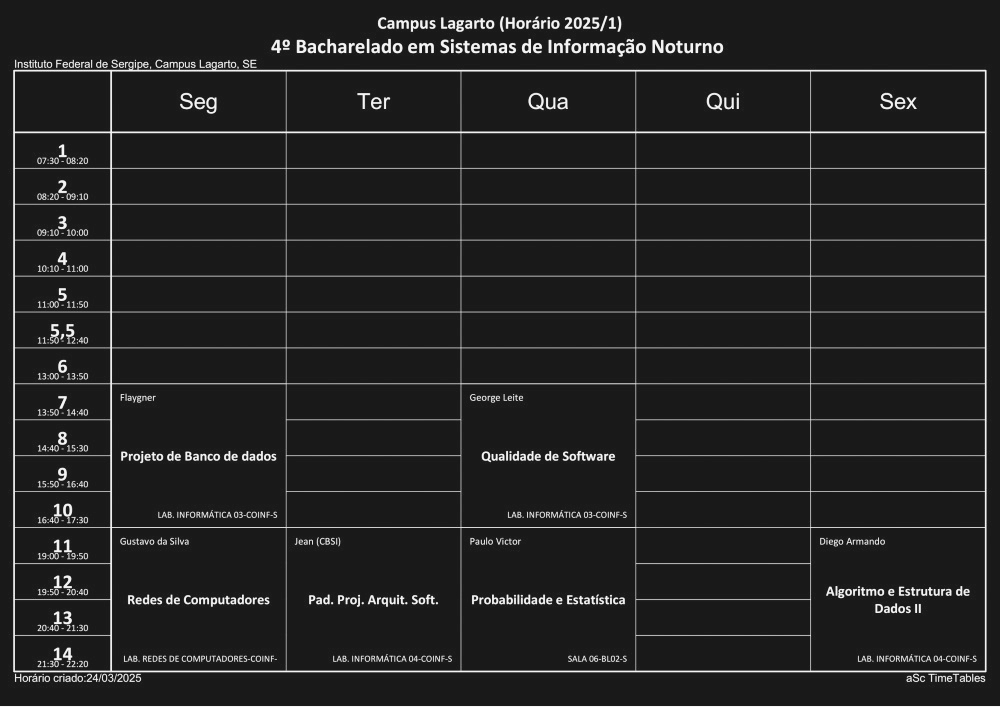 Campus Lagarto (Horário 2025/1)
4º Bacharelado em Sistemas de Informação Noturno
Instituto Federal de Sergipe, Campus Lagarto, SE
Seg
Ter
Qua
Qui
Sex
1
07:30 - 08:20
2
08:20 - 09:10
3
09:10 - 10:00
4
10:10 - 11:00
5
11:00 - 11:50
5,5
11:50 - 12:40
6
13:00 - 13:50
7
13:50 - 14:40
8
14:40 - 15:30
9
15:50 - 16:40
10
16:40 - 17:30
Flaygner
Projeto de Banco de dados
LAB. INFORMÁTICA 03-COINF-S
George Leite
Qualidade de Software
LAB. INFORMÁTICA 03-COINF-S
11
19:00 - 19:50
12
19:50 - 20:40
13
20:40 - 21:30
14
21:30 - 22:20
Gustavo da Silva
Redes de Computadores
LAB. REDES DE COMPUTADORES-COINF-
Jean (CBSI)
Pad. Proj. Arquit. Soft.
LAB. INFORMÁTICA 04-COINF-S
Paulo Victor
Probabilidade e Estatística
SALA 06-BL02-S
Diego Armando
Algoritmo e Estrutura de
Dados II
LAB. INFORMÁTICA 04-COINF-S
Horário criado:24/03/2025
aSc TimeTables